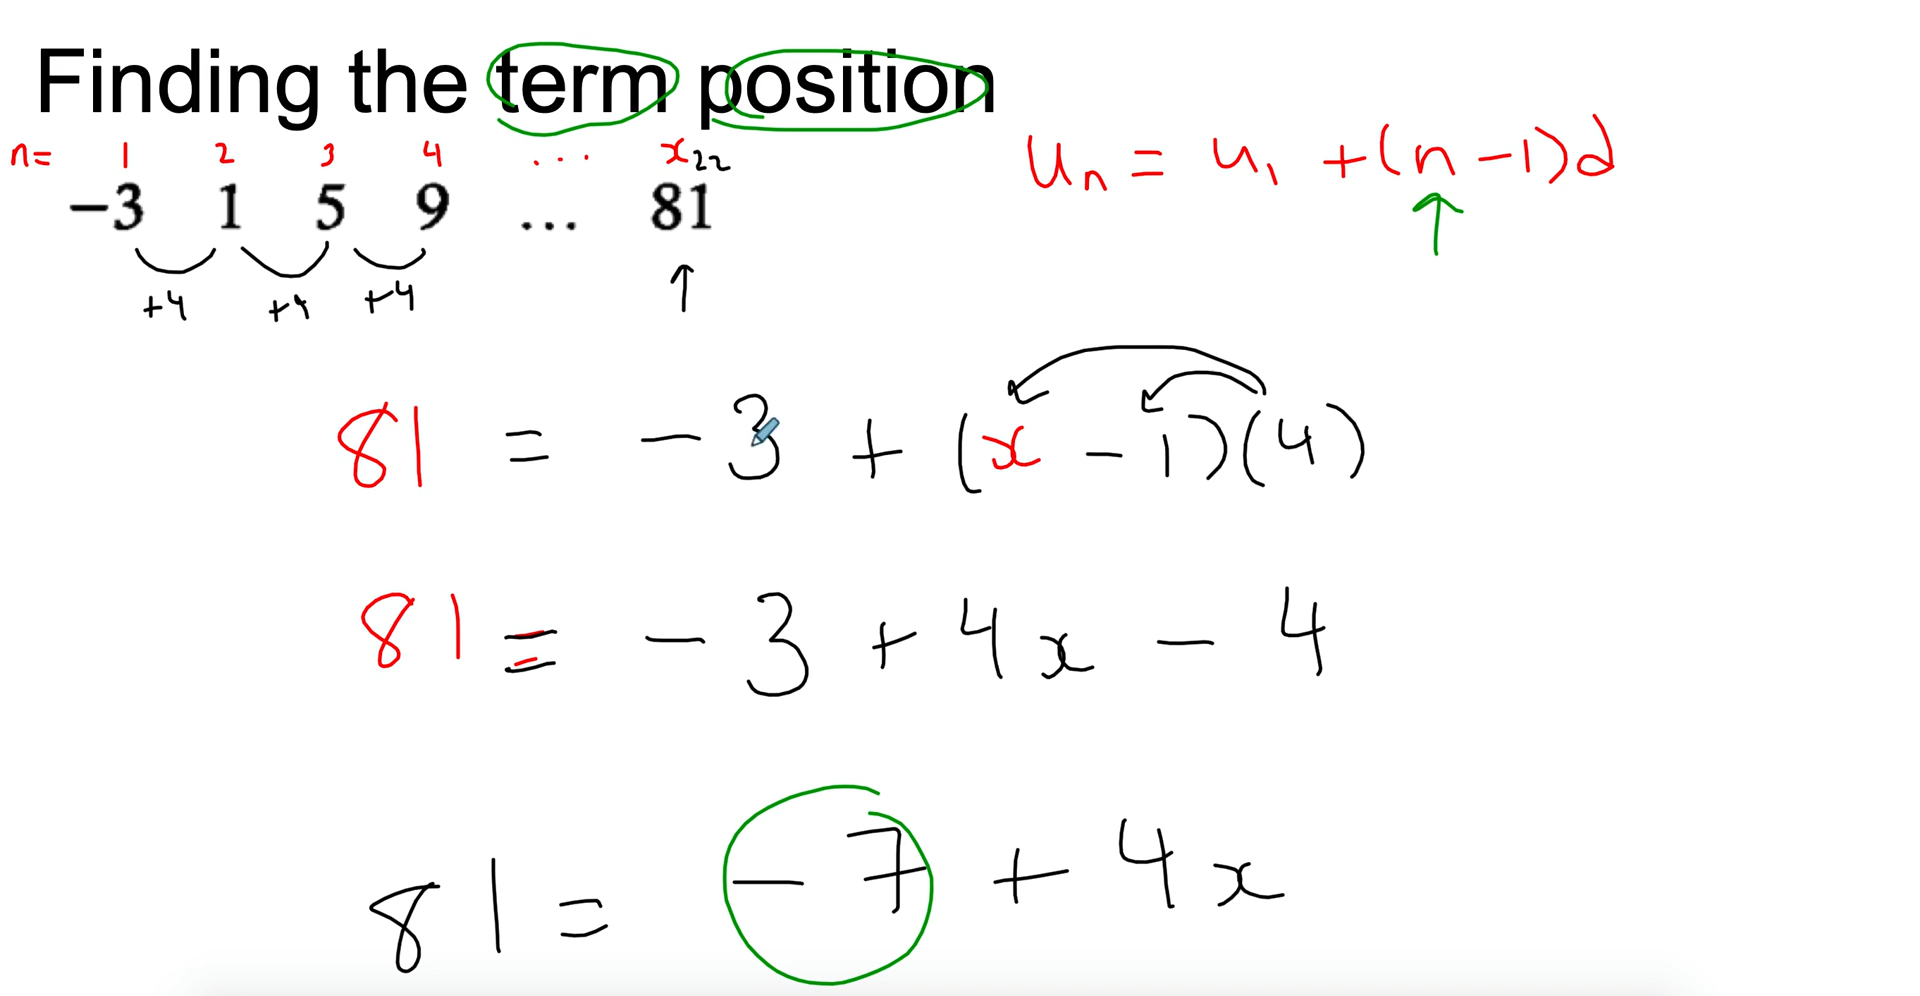 Finding the term position
n= 1 2 3 4 ... x 22
−3 1 5 9 ... 81
+4 +4 +4
un = u1 + (n − 1)d
81 = − 3 + (x − 1)(4)
81 = − 3 + 4x − 4
81 = − 7 + 4x